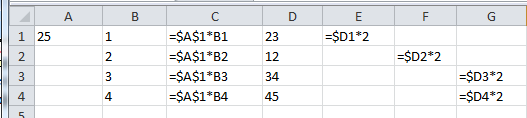 A B C D E F G
1 25 1 =$A$1*B1 23 =$D1*2
2 2 =$A$1*B2 12 =$D2*2
3 3 =$A$1*B3 34 =$D3*2
4 4 =$A$1*B4 45 =$D4*2
5